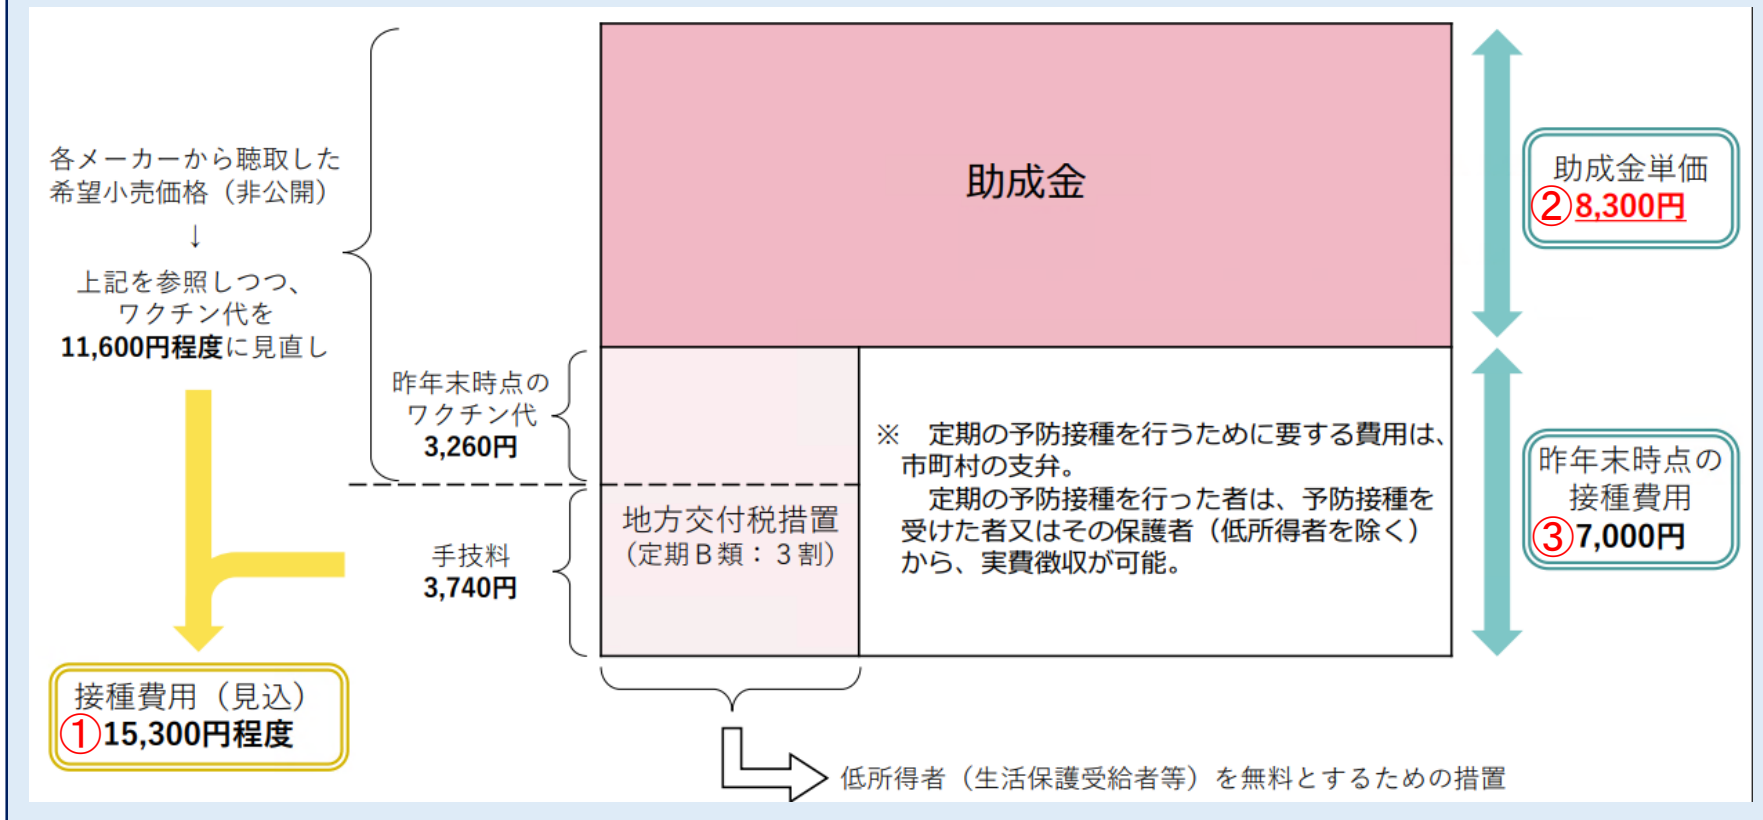 各メーカーから聴取した
希望小売価格（非公開）
↓
上記を参照しつつ、
ワクチン代を
11,600円程度に見直し
昨年末時点の
ワクチン代
3,260円
手技料
3,740円
接種費用（見込）
①15,300円程度
助成金
地方交付税措置
（定期Ｂ類：３割）
※　定期の予防接種を行うために要する費用は、
市町村の支弁。
定期の予防接種を行った者は、予防接種を
受けた者又はその保護者（低所得者を除く）
から、実費徴収が可能。
助成金単価
②8,300円
昨年末時点の
接種費用
③7,000円
低所得者（生活保護受給者等）を無料とするための措置